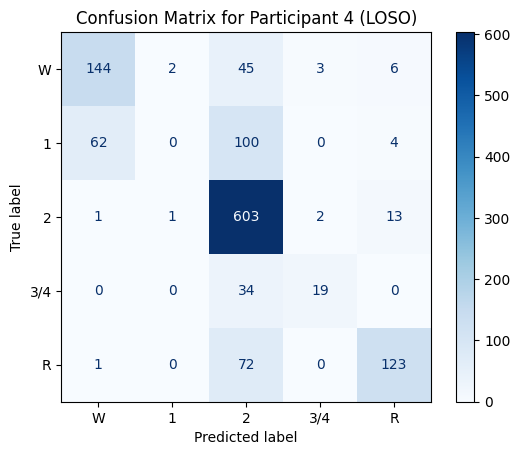 Confusion Matrix for Participant 4 (LOSO)
W 144 2 45 3 6
1 62 0 100 0 4
2 1 1 603 2 13
3/4 0 0 34 19 0
R 1 0 72 0 123
W 1 2 3/4 R
Predicted label
True label
600
500
400
300
200
100
0